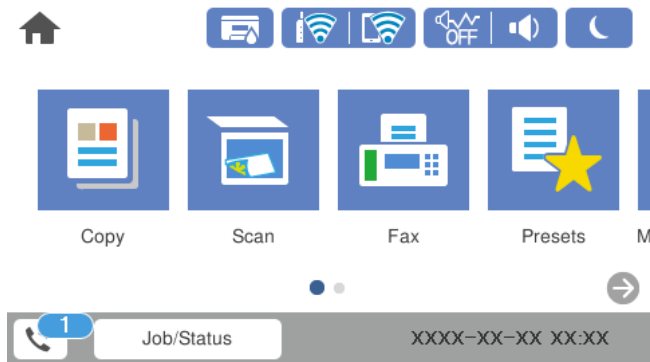 OFF
Copy
Scan
Fax
Presets
M
1
Job/Status
XXXX-XX-XX XX:XX